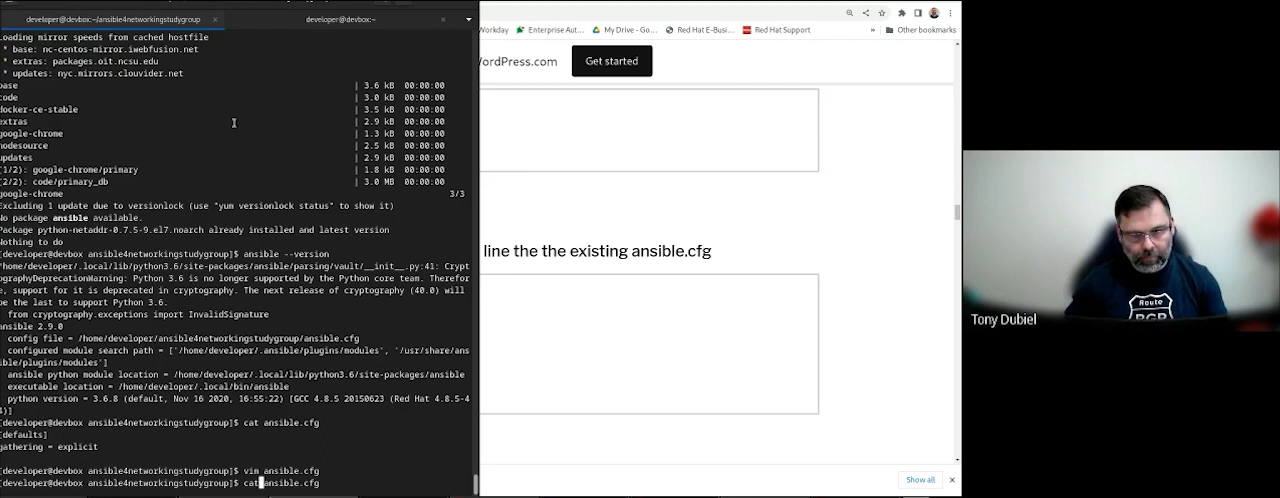 developer@devbox:~/ansible4networkingstudygroup
developer@devbox:~
Loading mirror speeds from cached hostfile
* base: nc-centos-mirror.iwebfusion.net
* extras: packages.oit.ncsu.edu
* updates: nyc.mirrors.clouvider.net
base | 3.6 kB 00:00:00
code | 3.0 kB 00:00:00
docker-ce-stable | 3.5 kB 00:00:00
extras | 2.9 kB 00:00:00
google-chrome | 1.3 kB 00:00:00
nodesource | 2.5 kB 00:00:00
updates | 2.9 kB 00:00:00
(1/2): google-chrome/primary | 1.8 kB 00:00:00
(2/2): code/primary_db | 3.0 MB 00:00:00
google-chrome 3/3
Excluding 1 update due to versionlock (use "yum versionlock status" to show it)
No package ansible available.
Package python-netaddr-0.7.5-9.el7.noarch already installed and latest version
Nothing to do
[developer@devbox ansible4networkingstudygroup]$ ansible --version
/home/developer/.local/lib/python3.6/site-packages/ansible/parsing/vault/__init__.py:41: Crypt
ographyDeprecationWarning: Python 3.6 is no longer supported by the Python core team. Therefor
e, support for it is deprecated in cryptography. The next release of cryptography (40.0) will
be the last to support Python 3.6.
from cryptography.exceptions import InvalidSignature
ansible 2.9.0
config file = /home/developer/ansible4networkingstudygroup/ansible.cfg
configured module search path = ['/home/developer/.ansible/plugins/modules', '/usr/share/ans
ible/plugins/modules']
ansible python module location = /home/developer/.local/lib/python3.6/site-packages/ansible
executable location = /home/developer/.local/bin/ansible
python version = 3.6.8 (default, Nov 16 2020, 16:55:22) [GCC 4.8.5 20150623 (Red Hat 4.8.5-4
4)]
[developer@devbox ansible4networkingstudygroup]$ cat ansible.cfg
[defaults]
gathering = explicit
[developer@devbox ansible4networkingstudygroup]$ vim ansible.cfg
[developer@devbox ansible4networkingstudygroup]$ cat ansible.cfg
Workday
Enterprise Aut...
My Drive - Go...
Red Hat E-Busi...
Red Hat Support
»
Other bookmarks
WordPress.com
Get started
line the the existing ansible.cfg
Show all
Route
BGP
Tony Dubiel